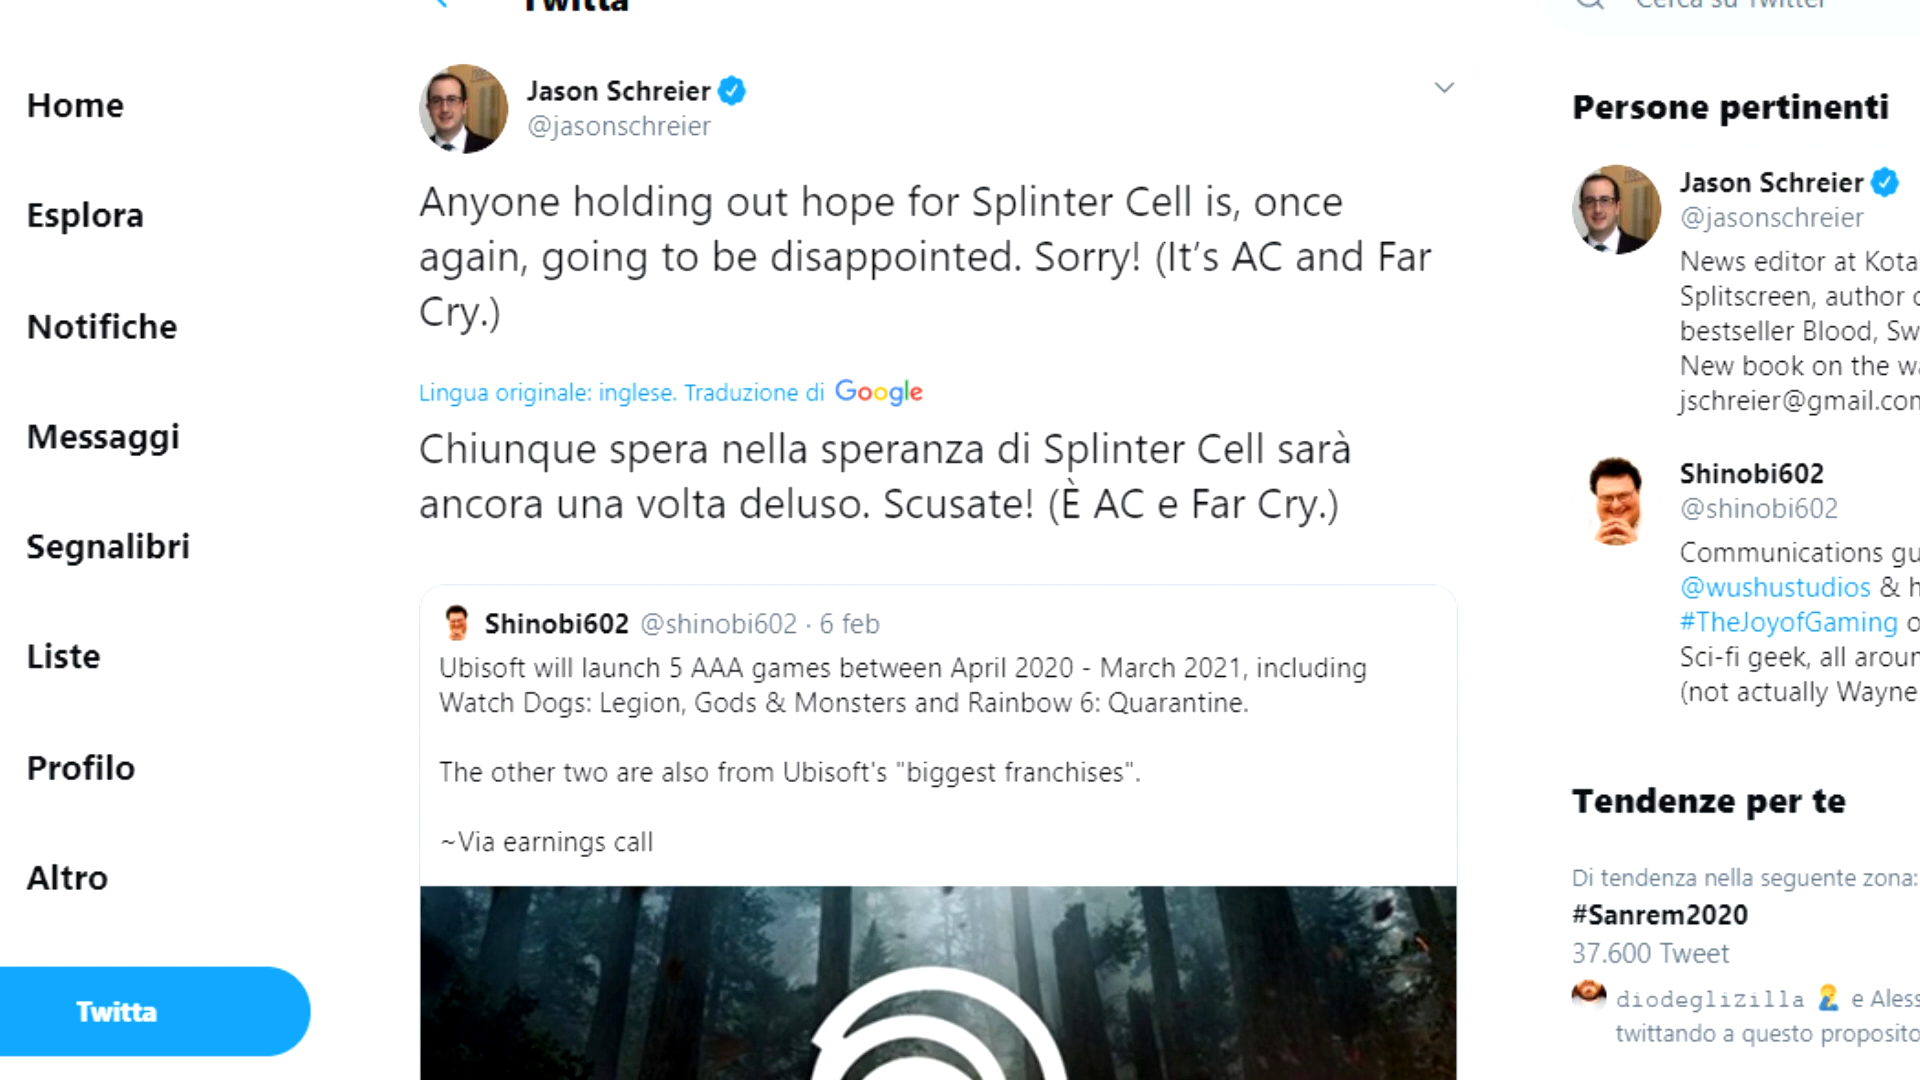 Twitta
Cerca su Twitter
Home
Esplora
Notifiche
Messaggi
Segnalibri
Liste
Profilo
Altro
Twitta
Jason Schreier
@jasonschreier
Anyone holding out hope for Splinter Cell is, once
again, going to be disappointed. Sorry! (It’s AC and Far
Cry.)
Lingua originale: inglese. Traduzione di Google
Chiunque spera nella speranza di Splinter Cell sarà
ancora una volta deluso. Scusate! (È AC e Far Cry.)
Shinobi602 @shinobi602 · 6 feb
Ubisoft will launch 5 AAA games between April 2020 - March 2021, including
Watch Dogs: Legion, Gods & Monsters and Rainbow 6: Quarantine.
The other two are also from Ubisoft's "biggest franchises".
~Via earnings call
Persone pertinenti
Jason Schreier
@jasonschreier
News editor at Kota
Splitscreen, author
bestseller Blood, Sw
New book on the wa
jschreier@gmail.com
Shinobi602
@shinobi602
Communications gu
@wushustudios & h
#TheJoyofGaming o
Sci-fi geek, all aroun
(not actually Wayne
Tendenze per te
Di tendenza nella seguente zona:
#Sanrem2020
37.600 Tweet
diodeglizilla e Aless
twittando a questo proposito